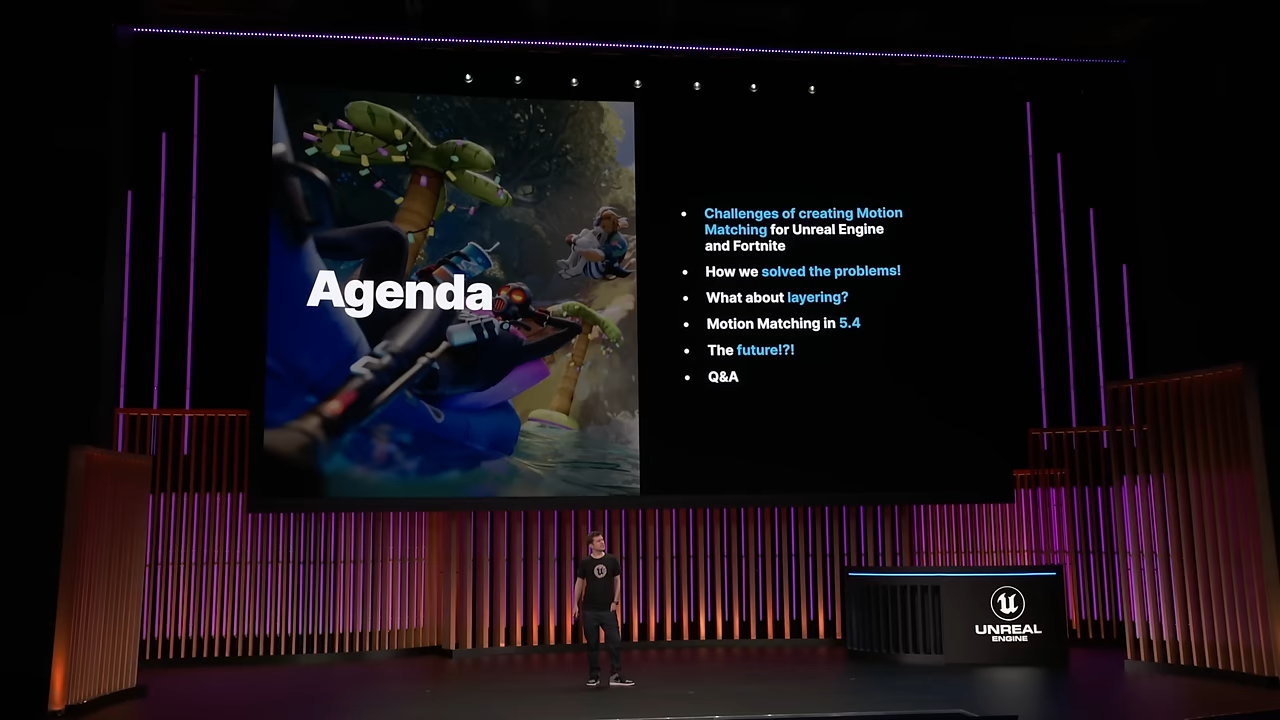 Agenda
• Challenges of creating Motion
Matching for Unreal Engine
and Fortnite
• How we solved the problems!
• What about layering?
• Motion Matching in 5.4
• The future!?!
• Q&A
UNREAL
ENGINE